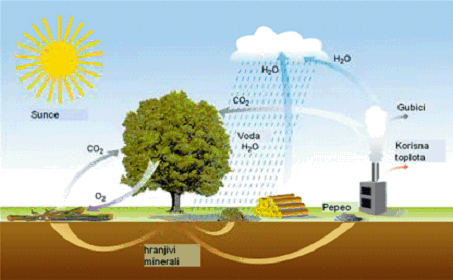 Sunce
CO2
O2
CO2
Voda
H2O
H2O
H2O
Gubici
Korisna
toplota
Pepeo
hranjivi
minerali